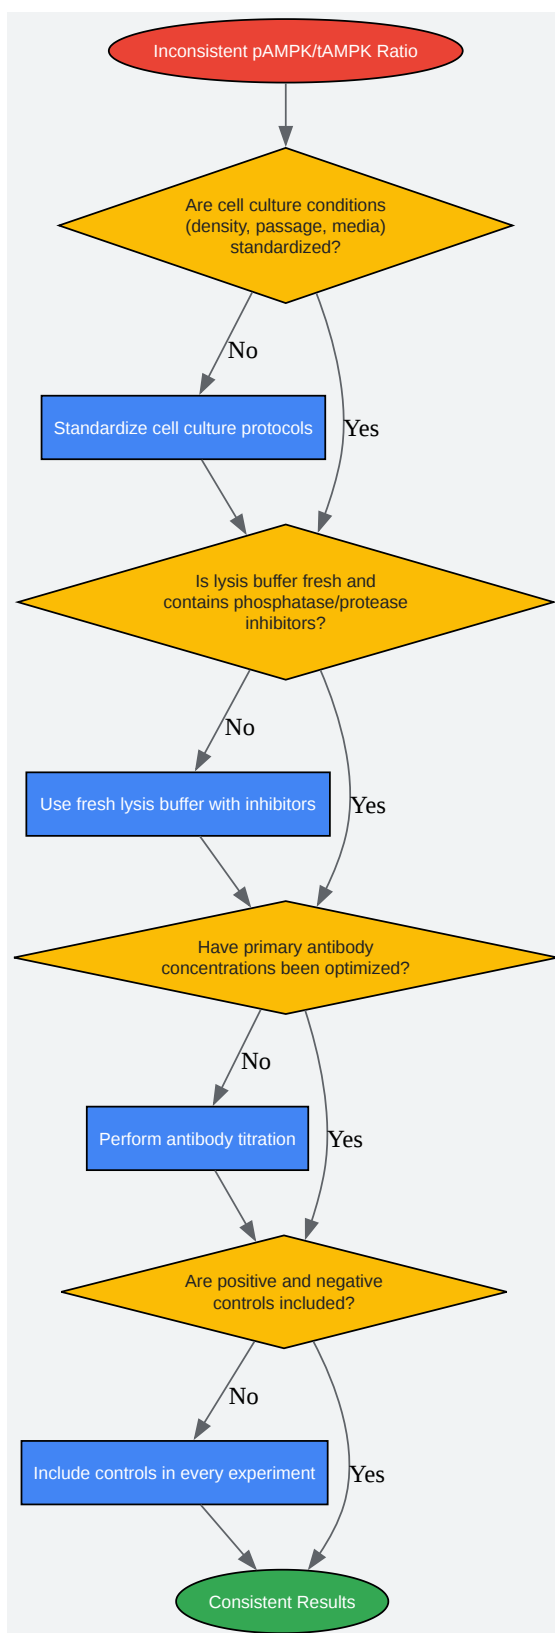 Inconsistent pAMPK/tAMPK Ratio
Are cell culture conditions
(density, passage, media)
standardized?
No
Standardize cell culture protocols
Yes
Is lysis buffer fresh and
contains phosphatase/protease
inhibitors?
No
Use fresh lysis buffer with inhibitors
Yes
Have primary antibody
concentrations been optimized?
No
Perform antibody titration
Yes
Are positive and negative
controls included?
No
Include controls in every experiment
Yes
Consistent Results